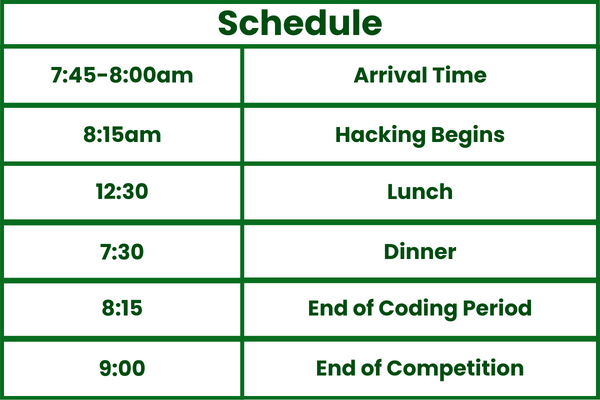 Schedule
7:45-8:00am Arrival Time
8:15am Hacking Begins
12:30 Lunch
7:30 Dinner
8:15 End of Coding Period
9:00 End of Competition